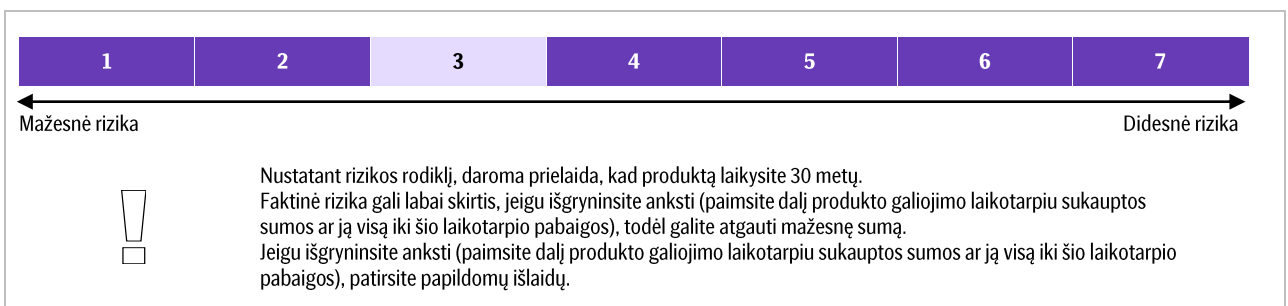 1 2 3 4 5 6 7
Mažesnė rizika Didesnė rizika
Nustatant rizikos rodiklį, daroma prielaida, kad produktą laikysite 30 metų.
Faktinė rizika gali labai skirtis, jeigu išgryninsite anksti (paimsite dalį produkto galiojimo laikotarpiu sukauptos
sumos ar ją visą iki šio laikotarpio pabaigos), todėl galite atgauti mažesnę sumą.
Jeigu išgryninsite anksti (paimsite dalį produkto galiojimo laikotarpiu sukauptos sumos ar ją visą iki šio laikotarpio
pabaigos), patirsite papildomų išlaidų.